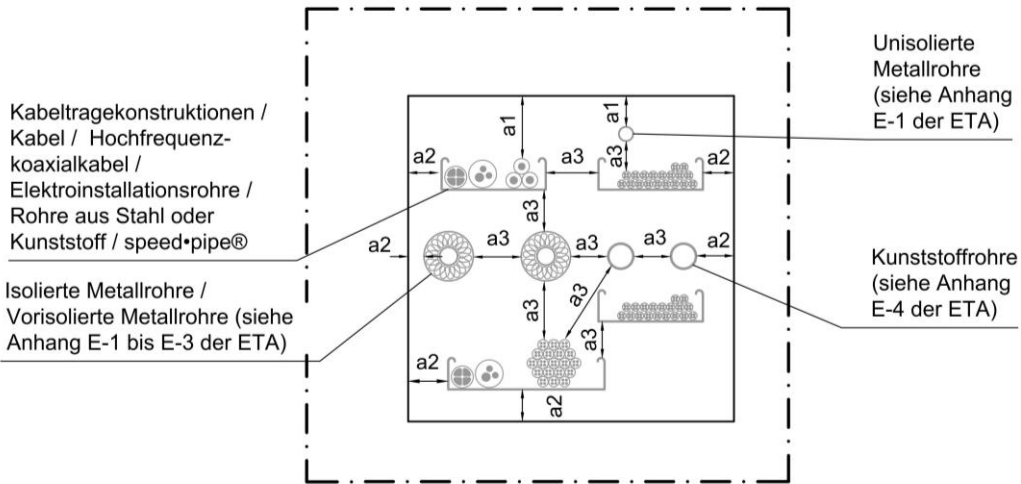 Kabeltragekonstruktionen /
Kabel / Hochfrequenz-
koaxialkabel /
Elektroinstallationsrohre /
Rohre aus Stahl oder
Kunststoff / speed•pipe®
Isolierte Metallrohre /
Vorisolierte Metallrohre (siehe
Anhang E-1 bis E-3 der ETA)
Unisolierte
Metallrohre
(siehe Anhang
E-1 der ETA)
Kunststoffrohre
(siehe Anhang
E-4 der ETA)
a1
a1
a2
a3
a3
a2
a3
a2
a3
a3
a3
a2
a3
a3
a3
a2
a2